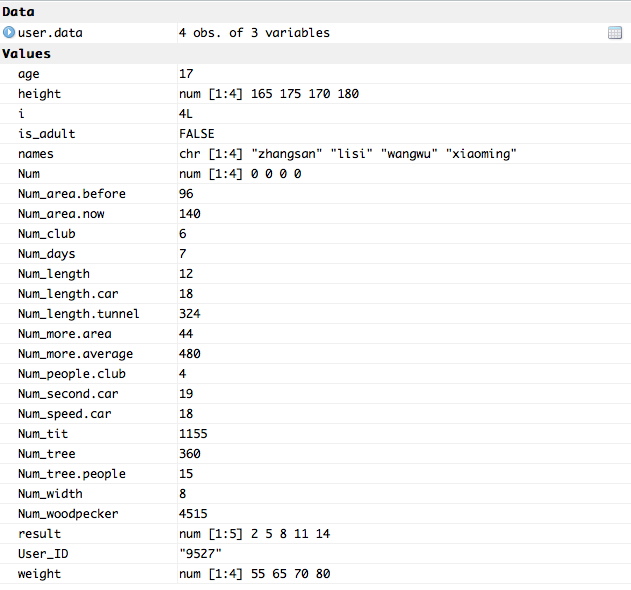 Data
user.data 4 obs. of 3 variables
Values
age 17
height num [1:4] 165 175 170 180
i 4L
is_adult FALSE
names chr [1:4] "zhangsan" "lisi" "wangwu" "xiaoming"
Num num [1:4] 0 0 0 0
Num_area.before 96
Num_area.now 140
Num_club 6
Num_days 7
Num_length 12
Num_length.car 18
Num_length.tunnel 324
Num_more.area 44
Num_more.average 480
Num_people.club 4
Num_second.car 19
Num_speed.car 18
Num_tit 1155
Num_tree 360
Num_tree.people 15
Num_width 8
Num_woodpecker 4515
result num [1:5] 2 5 8 11 14
User_ID "9527"
weight num [1:4] 55 65 70 80